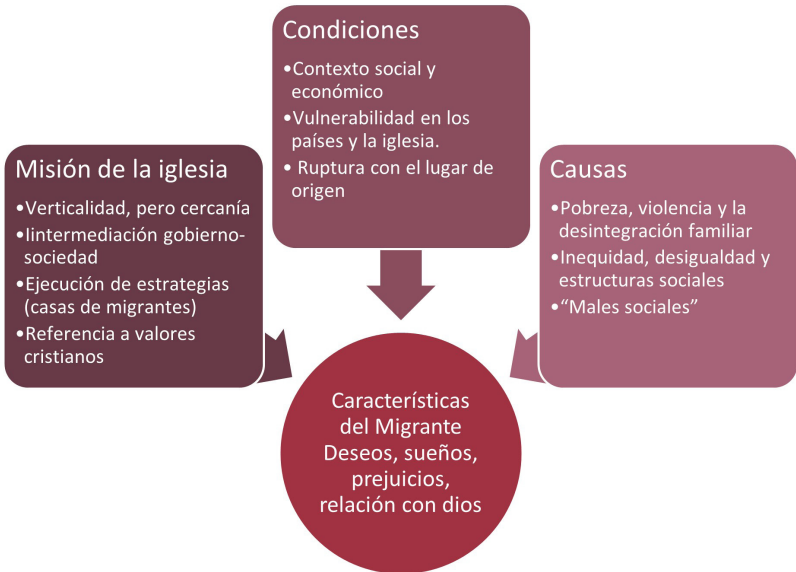 Condiciones
•Contexto social y
económico
•Vulnerabilidad en los
países y la iglesia.
• Ruptura con el lugar de
origen
Misión de la iglesia
•Verticalidad, pero cercanía
•Iintermediación gobierno-
sociedad
•Ejecución de estrategias
(casas de migrantes)
•Referencia a valores
cristianos
Causas
•Pobreza, violencia y la
desintegración familiar
•Inequidad, desigualdad y
estructuras sociales
•“Males sociales”
Características
del Migrante
Deseos, sueños,
prejuicios,
relación con dios